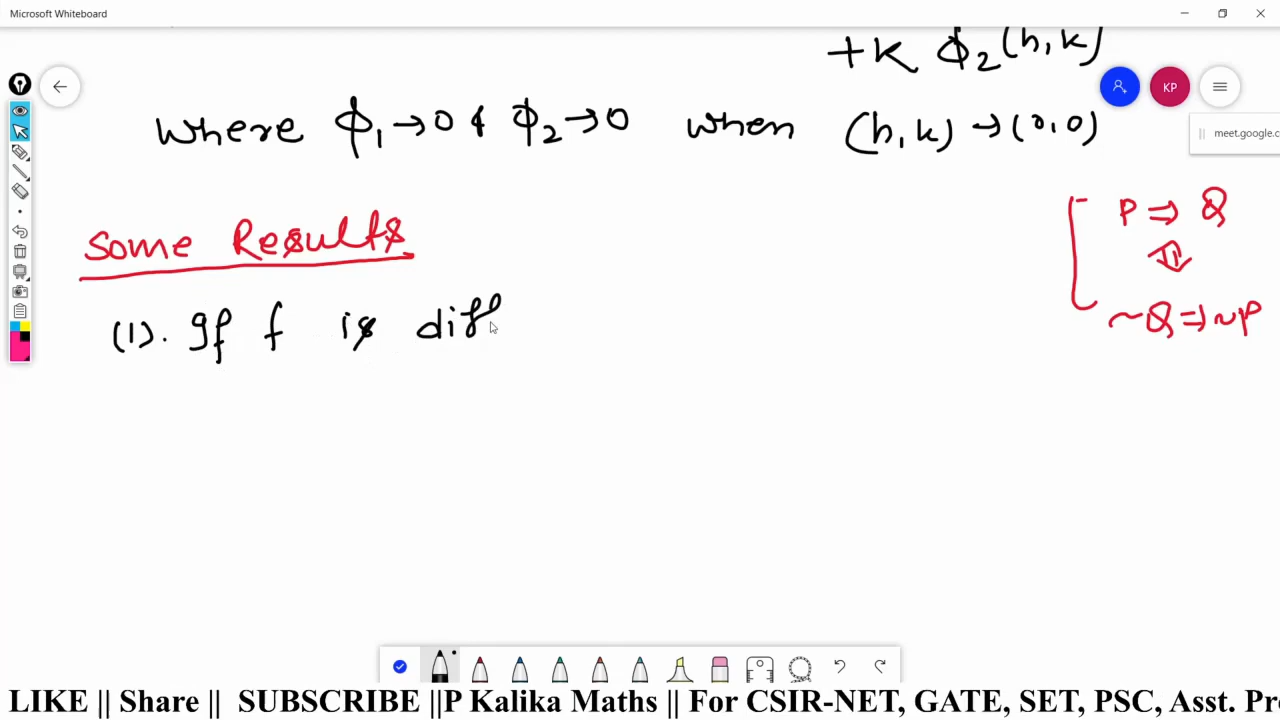 Microsoft Whiteboard
+ k ϕ₂(h,k)
KP
where ϕ₁→0 & ϕ₂→0 when (h,k)→(0,0)
meet.google.c
Some Results
P ⇒ Q
⇕
~Q ⇒ ~P
(1). If f is diff
LIKE || Share || SUBSCRIBE ||P Kalika Maths || For CSIR-NET, GATE, SET, PSC, Asst. Pr